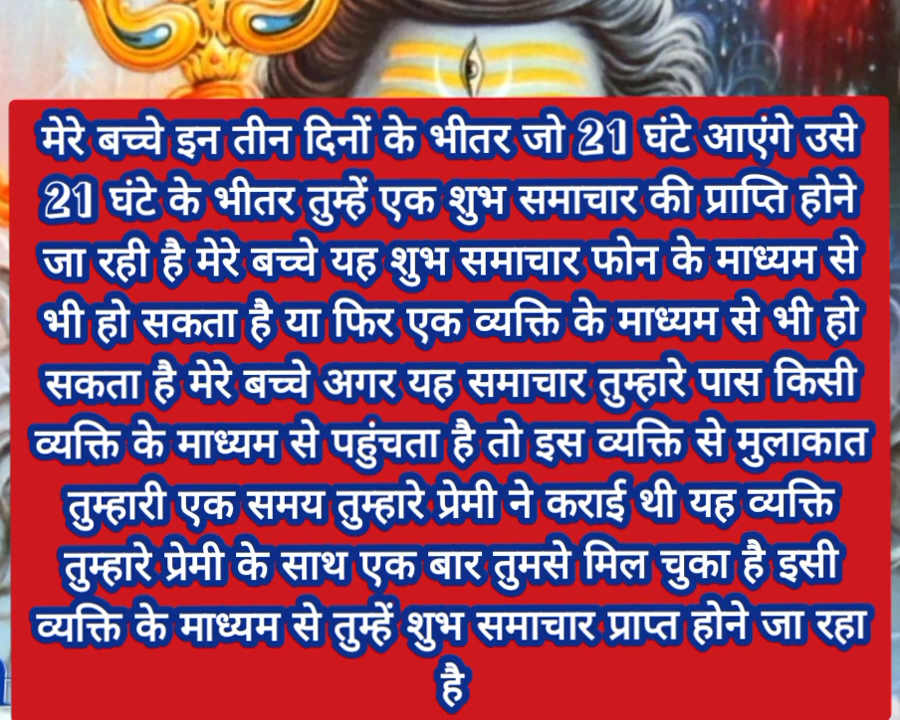 मेरे बच्चे इन तीन दिनों के भीतर जो 21 घंटे आएंगे उसे
21 घंटे के भीतर तुम्हें एक शुभ समाचार की प्राप्ति होने
जा रही है मेरे बच्चे यह शुभ समाचार फोन के माध्यम से
भी हो सकता है या फिर एक व्यक्ति के माध्यम से भी हो
सकता है मेरे बच्चे अगर यह समाचार तुम्हारे पास किसी
व्यक्ति के माध्यम से पहुंचता है तो इस व्यक्ति से मुलाकात
तुम्हारी एक समय तुम्हारे प्रेमी ने कराई थी यह व्यक्ति
तुम्हारे प्रेमी के साथ एक बार तुमसे मिल चुका है इसी
व्यक्ति के माध्यम से तुम्हें शुभ समाचार प्राप्त होने जा रहा
है